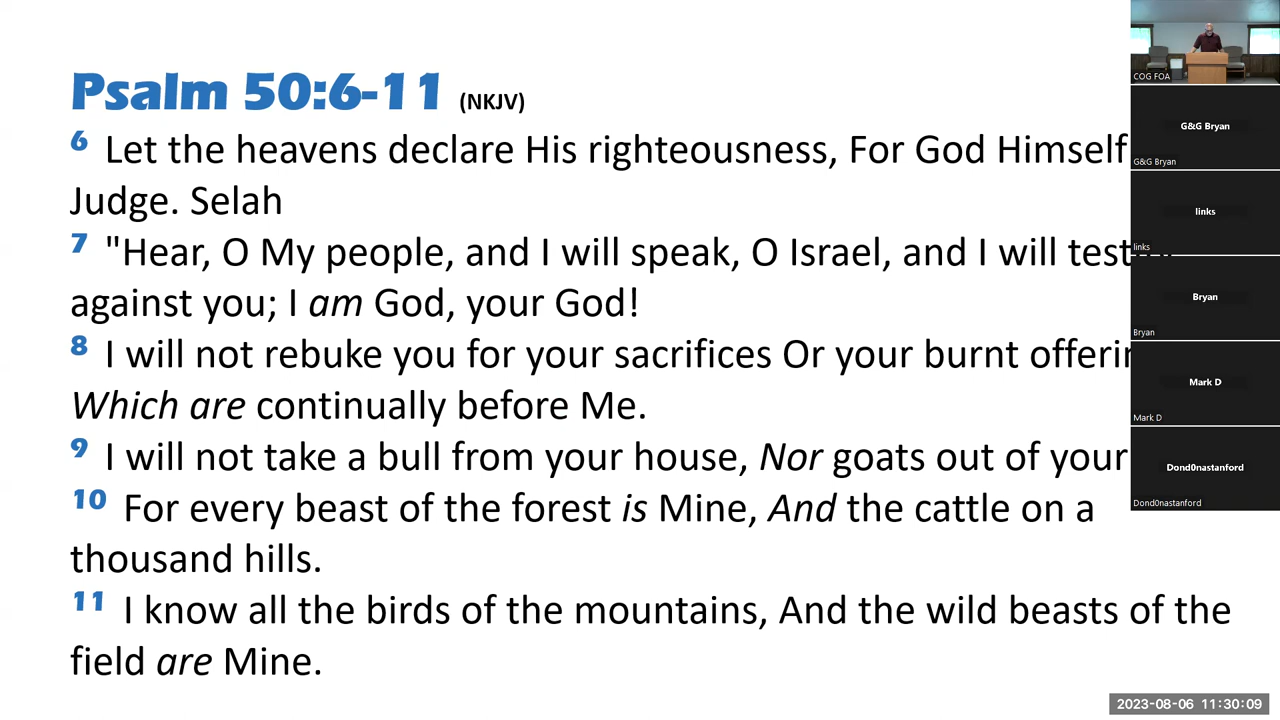 Psalm 50:6-11 (NKJV)
6 Let the heavens declare His righteousness, For God Himself
Judge. Selah
7 "Hear, O My people, and I will speak, O Israel, and I will
against you; I am God, your God!
8 I will not rebuke you for your sacrifices Or your burnt
Which are continually before Me.
9 I will not take a bull from your house, Nor goats out of your
10 For every beast of the forest is Mine, And the cattle on a
thousand hills.
11 I know all the birds of the mountains, And the wild beasts of the
field are Mine.
COG FOA
G&G Bryan
G&G Bryan
links
links
Bryan
Bryan
Mark D
Mark D
Dond0nastanford
Dond0nastanford
2023-08-06 11:30:09